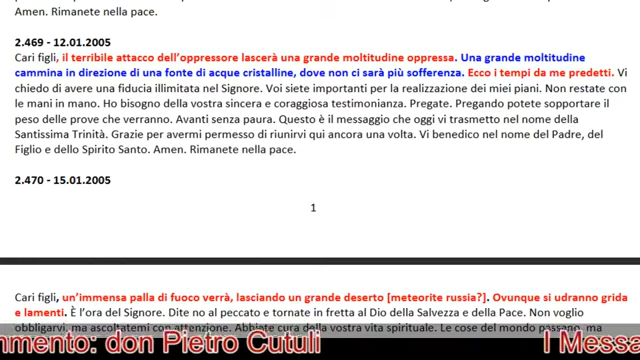 Amen. Rimanete nella pace.
2.469 - 12.01.2005
Cari figli, il terribile attacco dell'oppressore lascerà una grande moltitudine oppressa. Una grande moltitudine
cammina in direzione di una fonte di acque cristalline, dove non ci sarà più sofferenza. Ecco i tempi da me predetti. Vi
chiedo di avere una fiducia illimitata nel Signore. Voi siete importanti per la realizzazione dei miei piani. Non restate con
le mani in mano. Ho bisogno della vostra sincera e coraggiosa testimonianza. Pregate. Pregando potete sopportare il
peso delle prove che verranno. Avanti senza paura. Questo è il messaggio che oggi vi trasmetto nel nome della
Santissima Trinità. Grazie per avermi permesso di riunirvi qui ancora una volta. Vi benedico nel nome del Padre, del
Figlio e dello Spirito Santo. Amen. Rimanete nella pace.
2.470 - 15.01.2005
1
Cari figli, un'immensa palla di fuoco verrà, lasciando un grande deserto [meteorite russia?]. Ovunque si udranno grida
e lamenti. È l'ora del Signore. Dite no al peccato e tornate in fretta al Dio della Salvezza e della Pace. Non voglio
obbligarvi, ma ascoltatemi con attenzione. Abbiate cura della vostra vita spirituale. Le cose del mondo passano, ma
mmento: don Pietro Cutuli I Messa